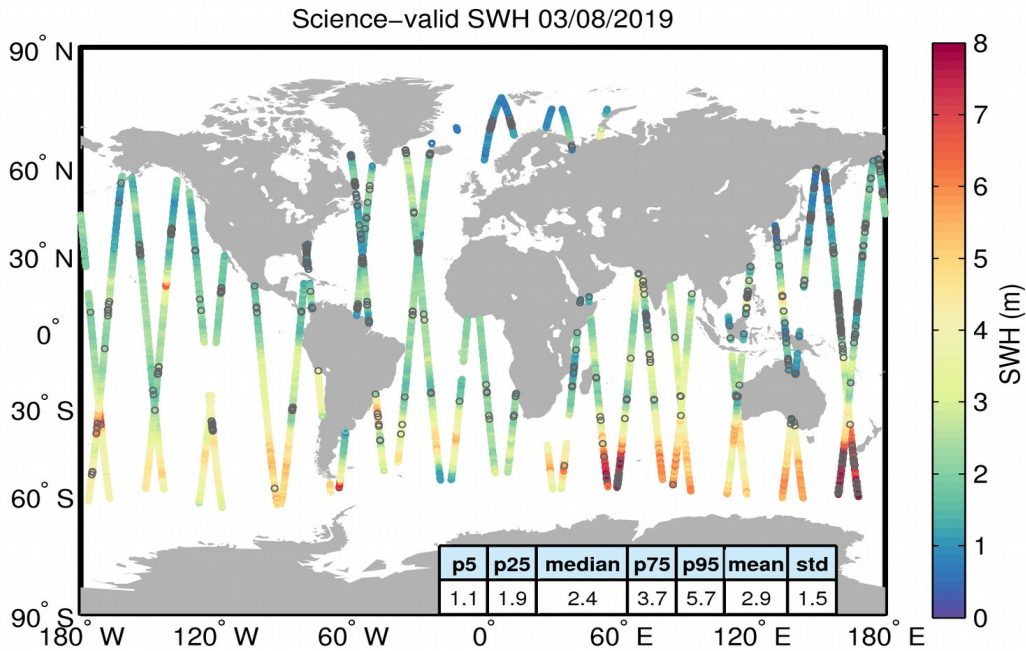 Science−valid SWH 03/08/2019
90° N
60° N
30° N
0°
30° S
60° S
90° S
180° W
120° W
60° W
0°
60° E
120° E
180° E
p5 p25 median p75 p95 mean std
1.1 1.9 2.4 3.7 5.7 2.9 1.5
8
7
6
5
4
3
2
1
0
SWH (m)